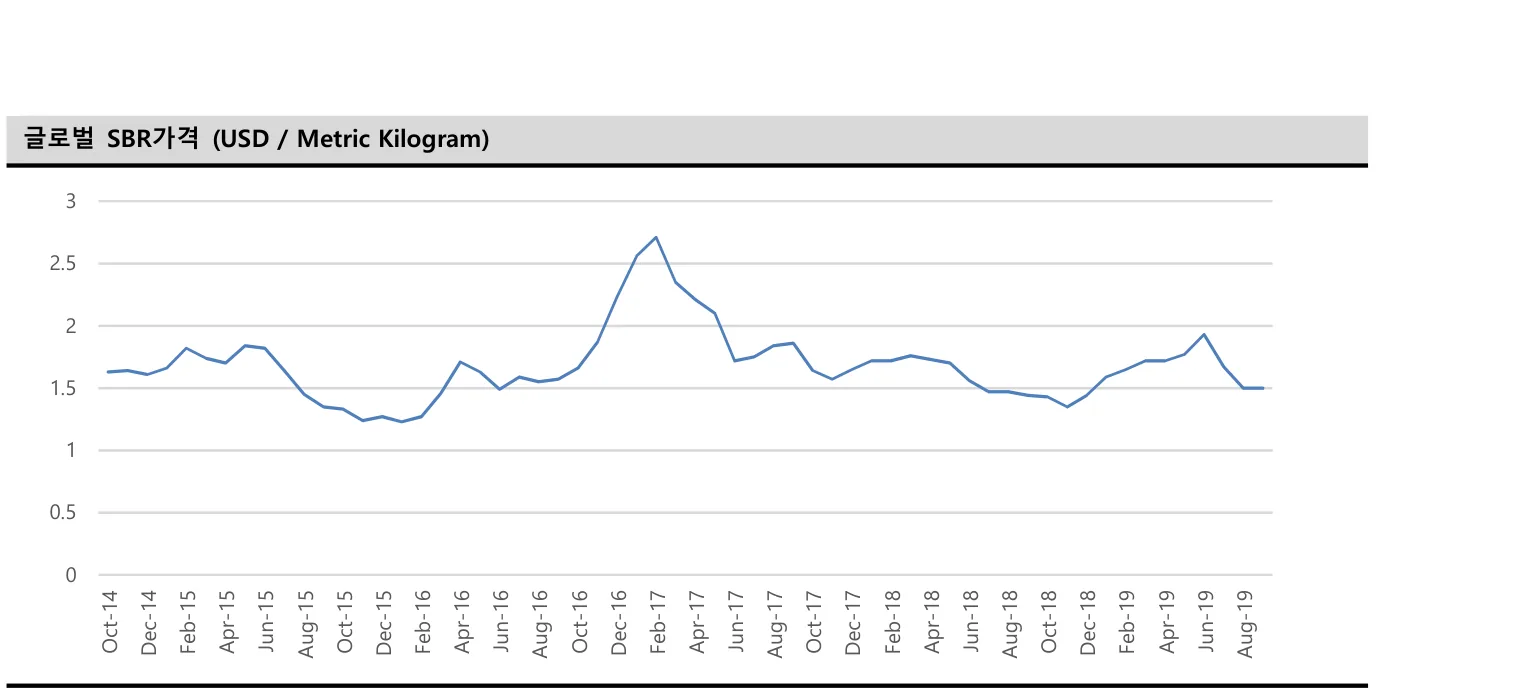 글로벌 SBR가격 (USD / Metric Kilogram)
3
2.5
2
1.5
1
0.5
0
Oct-14
Dec-14
Feb-15
Apr-15
Jun-15
Aug-15
Oct-15
Dec-15
Feb-16
Apr-16
Jun-16
Aug-16
Oct-16
Dec-16
Feb-17
Apr-17
Jun-17
Aug-17
Oct-17
Dec-17
Feb-18
Apr-18
Jun-18
Aug-18
Oct-18
Dec-18
Feb-19
Apr-19
Jun-19
Aug-19